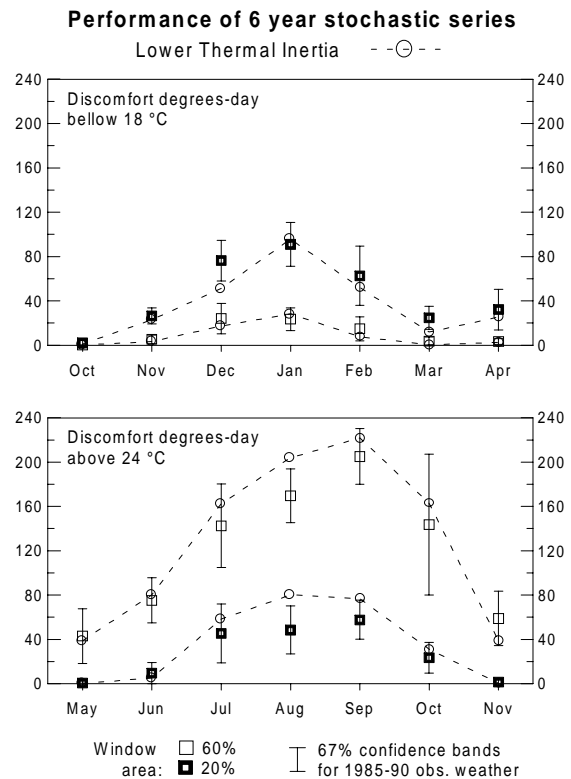 Performance of 6 year stochastic series
Lower Thermal Inertia
240 240
Discomfort degrees-day
bellow 18 °C
200 200
160 160
120 120
80 80
40 40
0 0
Oct Nov Dec Jan Feb Mar Apr
240 240
Discomfort degrees-day
above 24 °C
200 200
160 160
120 120
80 80
40 40
0 0
May Jun Jul Aug Sep Oct Nov
Window 60% 67% confidence bands
area: 20% for 1985-90 obs. weather